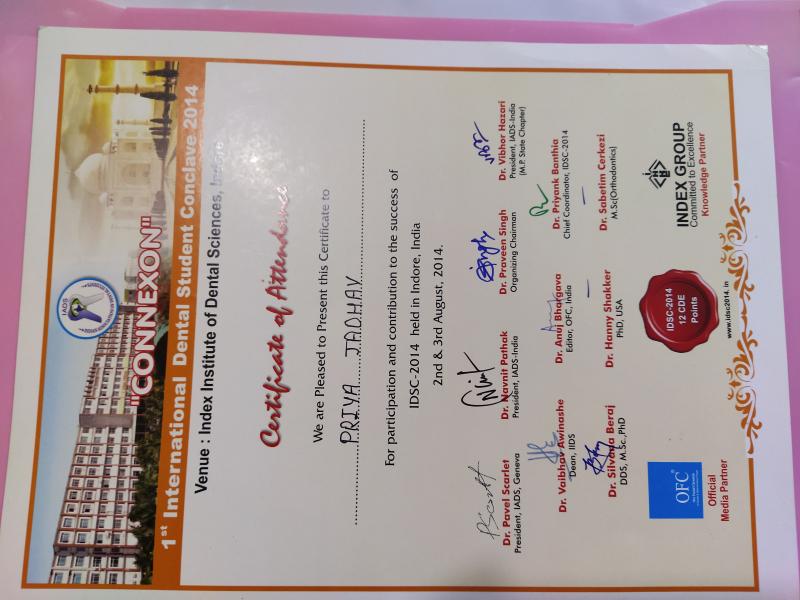 IADS
"CONNEXON"
1st International Dental Student Conclave 2014
Venue : Index Institute of Dental Sciences, Indore
Certificate of Attendance
We are Pleased to Present this Certificate to
PRIYA JADHAV
For participation and contribution to the success of
IDSC-2014 held in Indore, India
2nd & 3rd August, 2014.
Dr. Pavel Scarlet
President, IADS, Geneva
Dr. Navnit Pathak
President, IADS-India
Dr. Praveen Singh
Organizing Chairman
Dr. Vibhor Hazari
President, IADS-India
(M.P. State Chapter)
Dr. Vaibhav Awinashe
Dean, IIDS
Dr. Anuj Bhargava
Editor, OFC, India
Dr. Priyank Banthia
Chief Coordinator, IDSC-2014
Dr. Silvana Beraj
DDS, M.Sc.,PhD
Dr. Hanny Shakker
PhD, USA
Dr. Sabetim Cerkezi
M.Sc(Orthodontics)
OFC
Official
Media Partner
IDSC-2014
12 CDE
Points
www.idsc2014.in
INDEX GROUP
Committed to Excellence
Knowledge Partner